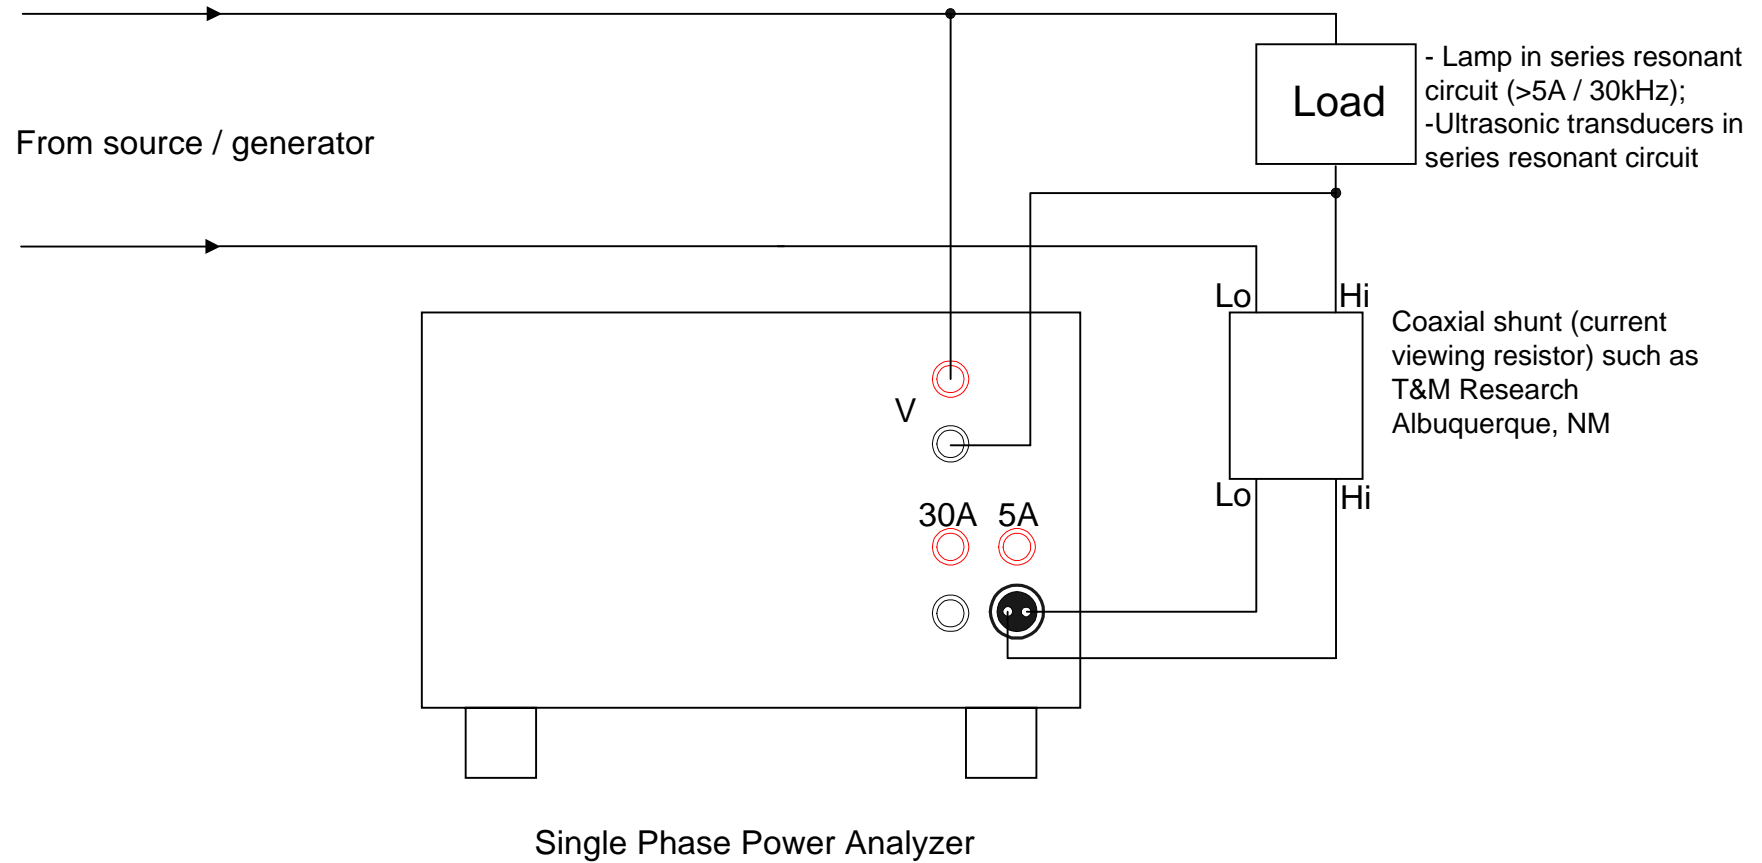 - Lamp in series resonant
circuit (>5A / 30kHz);
-Ultrasonic transducers in
series resonant circuit
Load
From source / generator
Lo
Hi
Coaxial shunt (current
viewing resistor) such as
T&M Research
Albuquerque, NM
V
Lo
Hi
30A
5A
Single Phase Power Analyzer